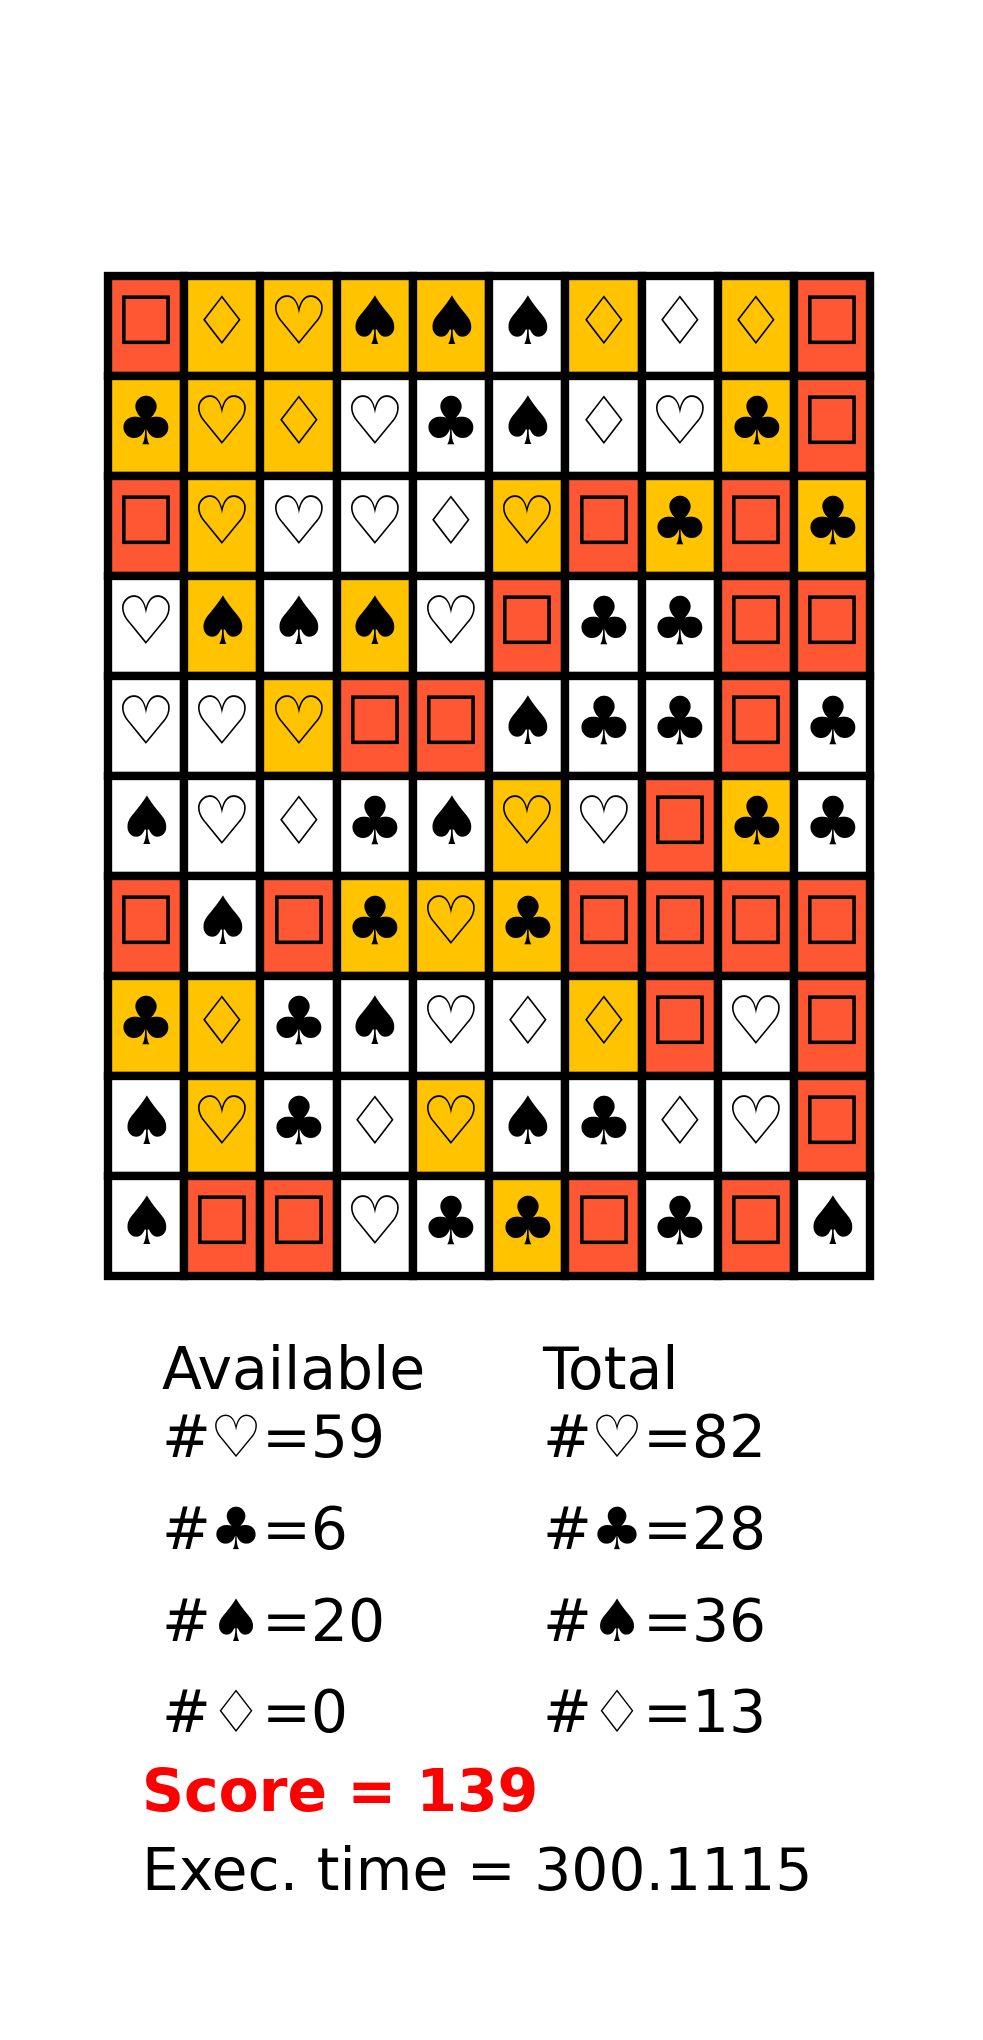 □ ♢ ♡ ♠ ♠ ♠ ♢ ♢ ♢ □
♣ ♡ ♢ ♡ ♣ ♠ ♢ ♡ ♣ □
□ ♡ ♡ ♡ ♢ ♡ □ ♣ □ ♣
♡ ♠ ♠ ♠ ♡ □ ♣ ♣ □ □
♡ ♡ ♡ □ □ ♠ ♣ ♣ □ ♣
♠ ♡ ♢ ♣ ♠ ♡ ♡ □ ♣ ♣
□ ♠ □ ♣ ♡ ♣ □ □ □ □
♣ ♢ ♣ ♠ ♡ ♢ ♢ □ ♡ □
♠ ♡ ♣ ♢ ♡ ♠ ♣ ♢ ♡ □
♠ □ □ ♡ ♣ ♣ □ ♣ □ ♠
Available Total
#♡=59 #♡=82
#♣=6 #♣=28
#♠=20 #♠=36
#♢=0 #♢=13
Score = 139
Exec. time = 300.1115